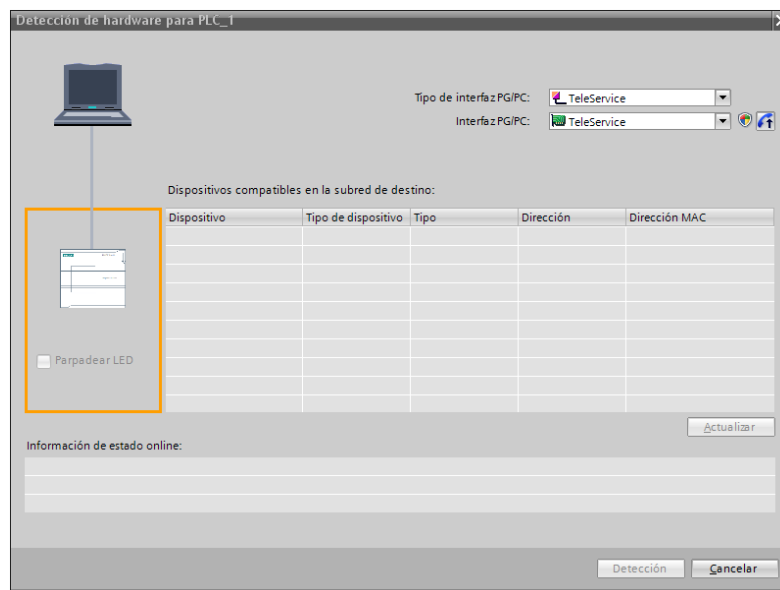 Detección de hardware para PLC_1
Tipo de interfaz PG/PC: TeleService
Interfaz PG/PC: TeleService
Dispositivos compatibles en la subred de destino:
Dispositivo Tipo de dispositivo Tipo Dirección Dirección MAC
Parpadear LED
Actualizar
Información de estado online:
Detección Cancelar